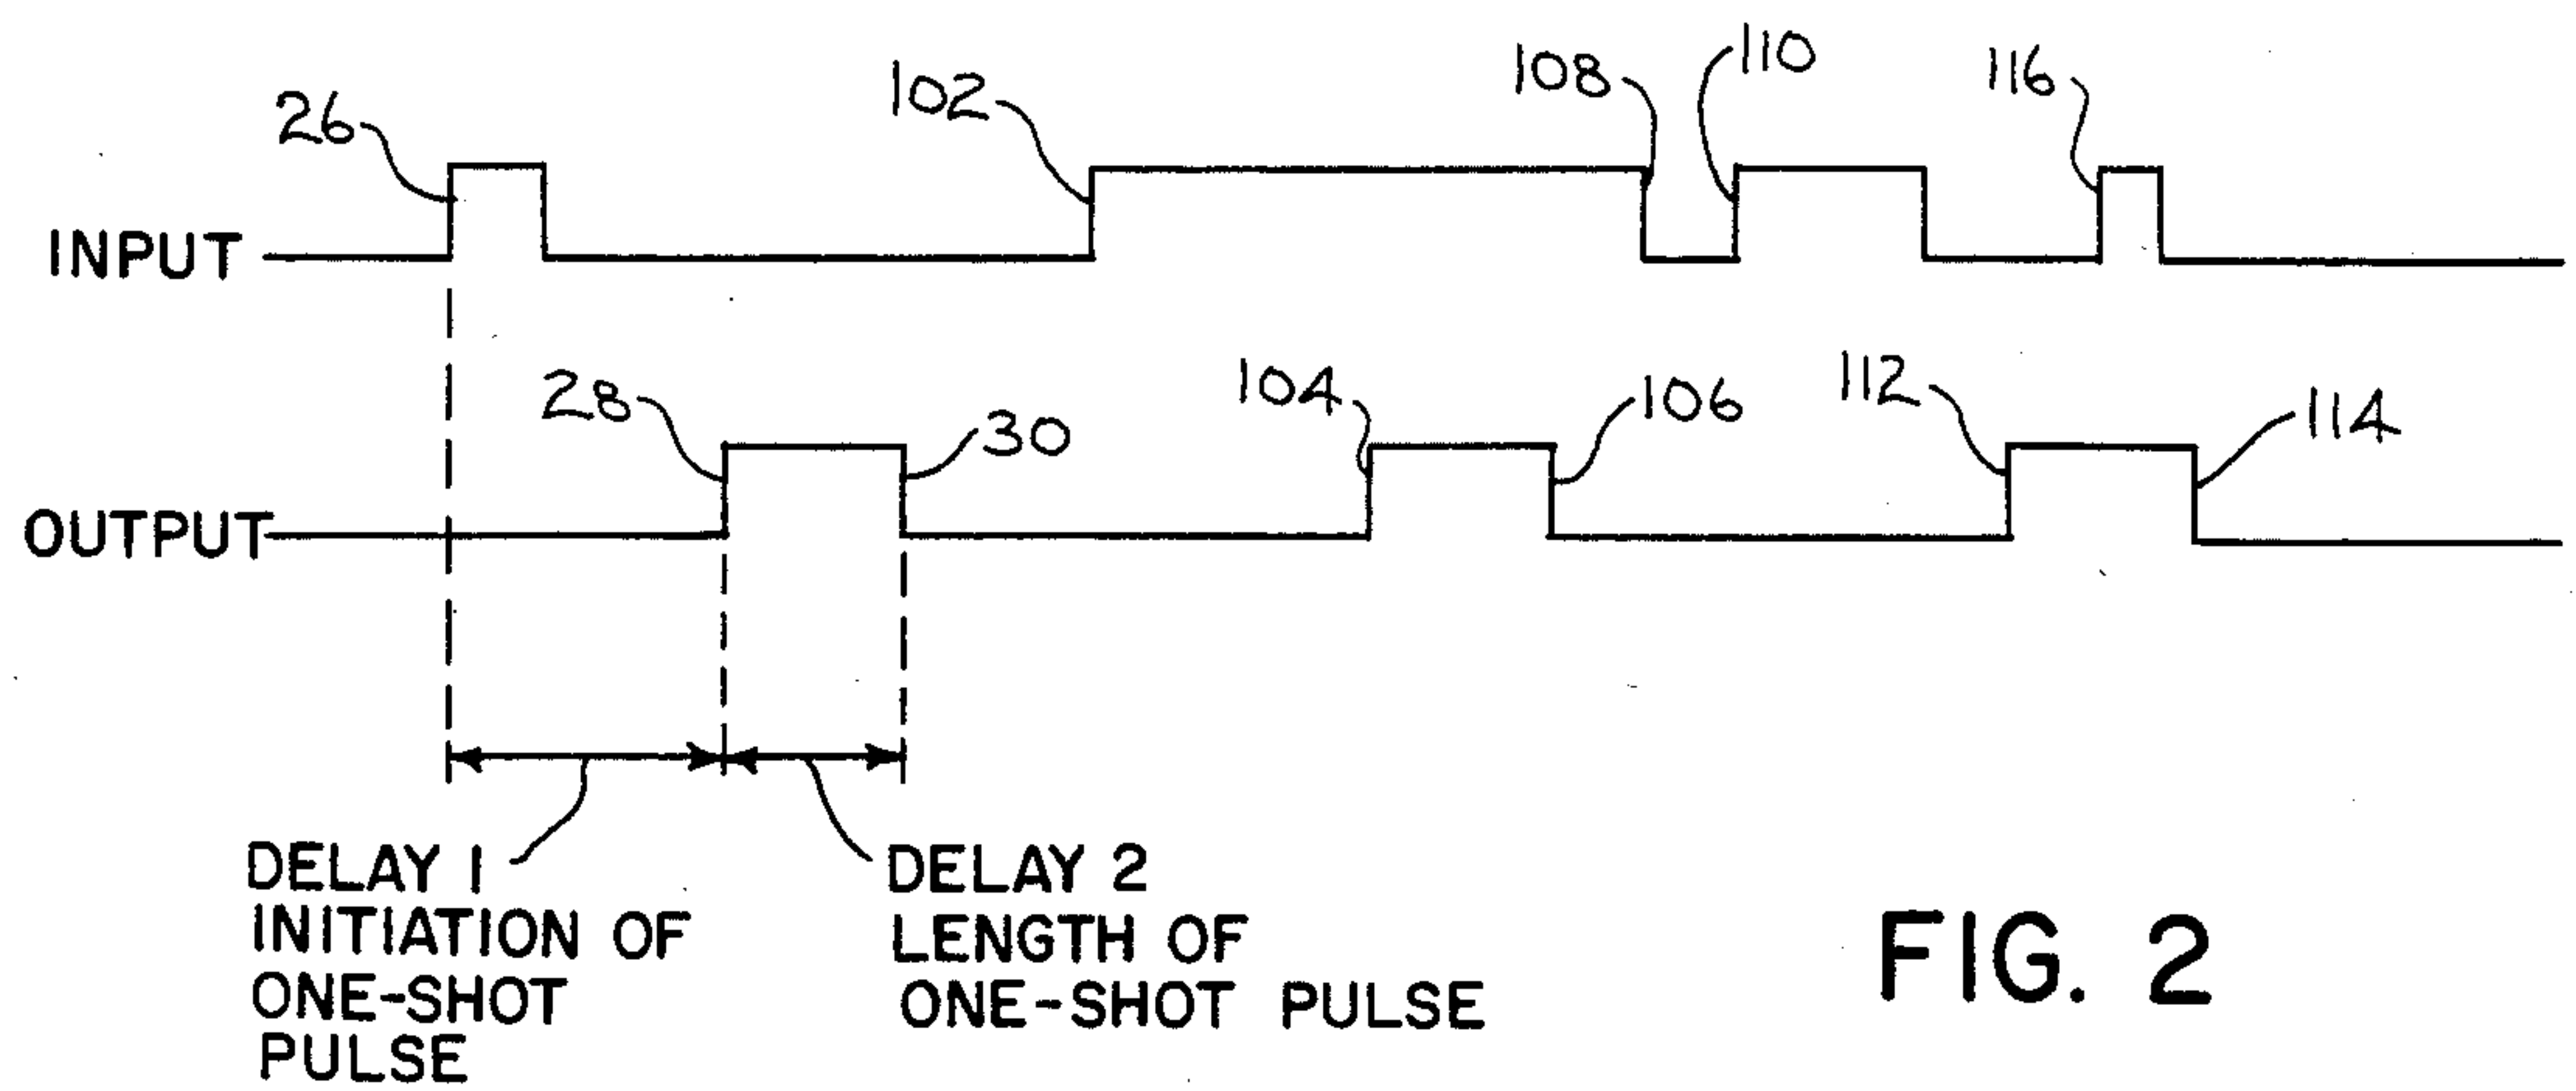 26
102
108
110
116
INPUT
28
30
104
106
112
114
OUTPUT
DELAY 1
INITIATION OF
ONE-SHOT
PULSE
DELAY 2
LENGTH OF
ONE-SHOT PULSE
FIG. 2